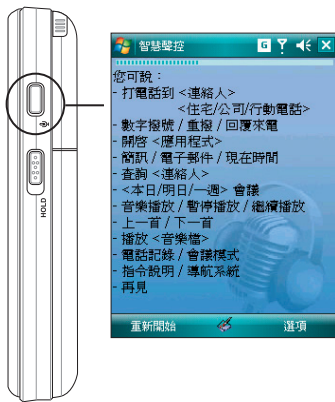 智慧聲控
G
您可說：
- 打電話到 <連絡人>
<住宅/公司/行動電話>
- 數字撥號 / 重撥 / 回覆來電
- 開啓 <應用程式>
- 簡訊 / 電子郵件 / 現在時間
- 查詢 <連絡人>
- <本日/明日/一週> 會議
- 音樂播放 / 暫停播放 / 繼續播放
- 上一首 / 下一首
- 播放 <音樂檔>
- 電話記錄 / 會議模式
- 指令說明 / 導航系統
- 再見
重新開始
選項
HOLD